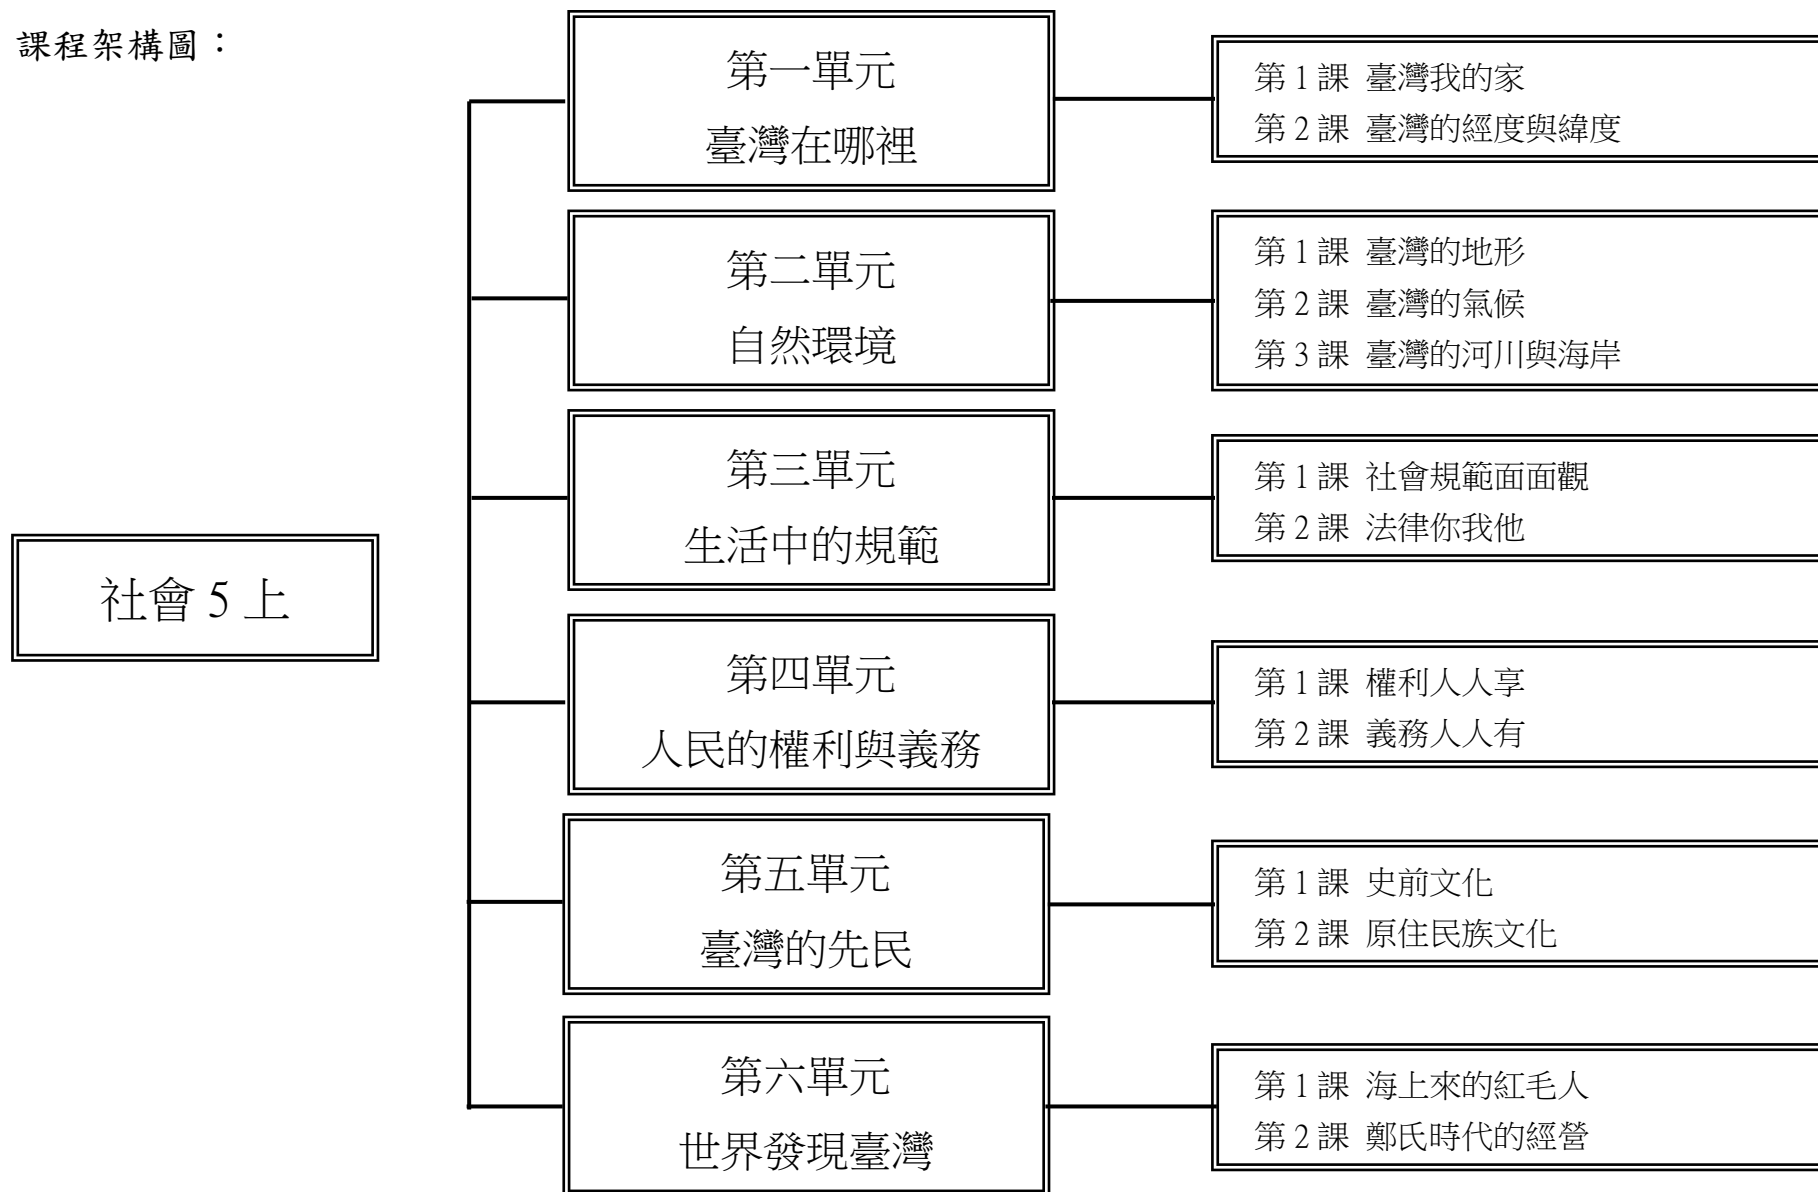 課程架構圖：
社會 5 上
第一單元
臺灣在哪裡
第 1 課 臺灣我的家
第 2 課 臺灣的經度與緯度
第二單元
自然環境
第 1 課 臺灣的地形
第 2 課 臺灣的氣候
第 3 課 臺灣的河川與海岸
第三單元
生活中的規範
第 1 課 社會規範面面觀
第 2 課 法律你我他
第四單元
人民的權利與義務
第 1 課 權利人人享
第 2 課 義務人人有
第五單元
臺灣的先民
第 1 課 史前文化
第 2 課 原住民族文化
第六單元
世界發現臺灣
第 1 課 海上來的紅毛人
第 2 課 鄭氏時代的經營